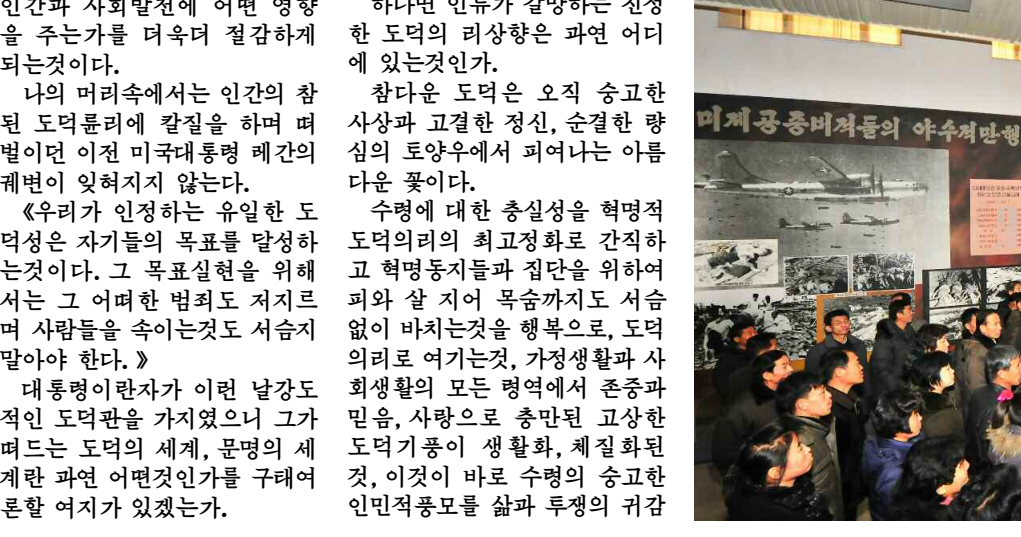 인간과 사회발전에 어떤 영향
을 주는가를 더욱더 절감하게
되는것이다.
나의 머리속에서는 인간의 참
된 도덕륜리에 칼질을 하며 떠
벌이던 이전 미국대통령 레간의
궤변이 잊혀지지 않는다.
《우리가 인정하는 유일한 도
덕성은 자기들의 목표를 달성하
는것이다. 그 목표실현을 위해
서는 그 어떠한 범죄도 저지르
며 사람들을 속이는것도 서슴지
말아야 한다. 》
대통령이란자가 이런 날강도
적인 도덕관을 가지였으니 그가
떠드는 도덕의 세계, 문명의 세
계란 과연 어떤것인가를 구태여
론할 여지가 있겠는가.
하다면 인류가 갈망하는 진정
한 도덕의 리상향은 과연 어디
에 있는것인가.
참다운 도덕은 오직 숭고한
사상과 고결한 정신, 순결한 량
심의 토양우에서 피여나는 아름
다운 꽃이다.
수령에 대한 충실성을 혁명적
도덕의리의 최고정화로 간직하
고 혁명동지들과 집단을 위하여
피와 살 지어 목숨까지도 서슴
없이 바치는것을 행복으로, 도덕
의리로 여기는것, 가정생활과 사
회생활의 모든 령역에서 존중과
믿음, 사랑으로 충만된 고상한
도덕기풍이 생활화, 체질화된
것, 이것이 바로 수령의 숭고한
인민적풍모를 삶과 투쟁의 귀감
미제공중비적들의 야수적만행